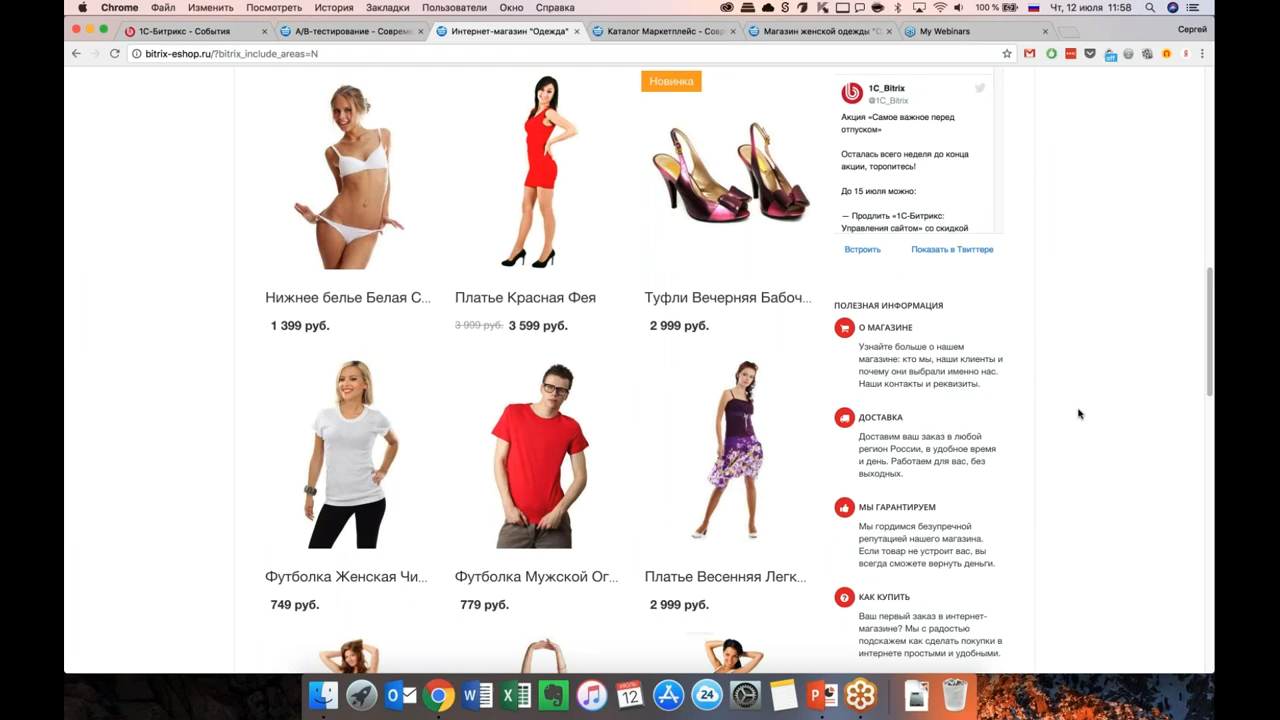 Chrome Файл Изменить Посмотреть История Закладки Пользователи Окно Справка
100 % Чт, 12 июля 11:58
1С-Битрикс - События
А/В-тестирование - Совреме
Интернет-магазин "Одежда"
Каталог Маркетплейс - Совр
Магазин женской одежды "О
My Webinars
Сергей
bitrix-eshop.ru/?bitrix_include_areas=N
off
Новинка
Нижнее белье Белая С...
1 399 руб.
Платье Красная Фея
3 999 руб. 3 599 руб.
Туфли Вечерняя Бабоч...
2 999 руб.
Футболка Женская Чи...
749 руб.
Футболка Мужской Ог...
779 руб.
Платье Весенняя Легк...
2 999 руб.
1C_Bitrix
@1C_Bitrix
Акция «Самое важное перед
отпуском»
Осталась всего неделя до конца
акции, торопитесь!
До 15 июля можно:
— Продлить «1С-Битрикс:
Управления сайтом» со скидкой
Встроить Показать в Твиттере
ПОЛЕЗНАЯ ИНФОРМАЦИЯ
О МАГАЗИНЕ
Узнайте больше о нашем
магазине: кто мы, наши клиенты и
почему они выбрали именно нас.
Наши контакты и реквизиты.
ДОСТАВКА
Доставим ваш заказ в любой
регион России, в удобное время
и день. Работаем для вас, без
выходных.
МЫ ГАРАНТИРУЕМ
Мы гордимся безупречной
репутацией нашего магазина.
Если товар не устроит вас, вы
всегда сможете вернуть деньги.
КАК КУПИТЬ
Ваш первый заказ в интернет-
магазине? Мы с радостью
подскажем как сделать покупки в
интернете простыми и удобными.
12
24